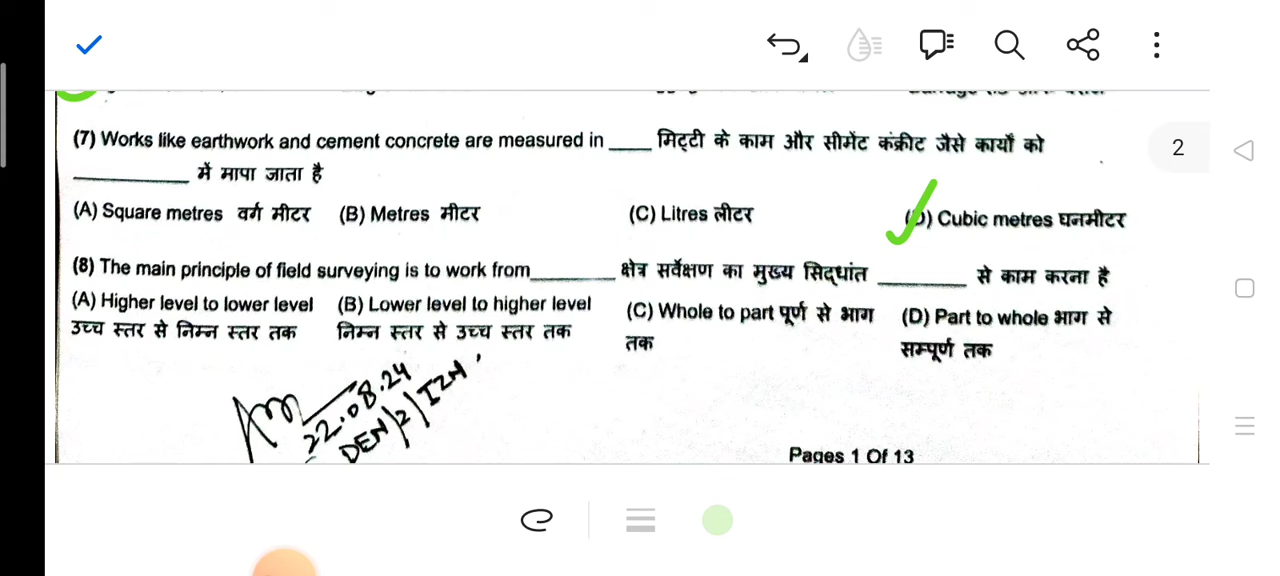 2
(7) Works like earthwork and cement concrete are measured in ____ मिट्टी के काम और सीमेंट कंक्रीट जैसे कार्यों को
__________ में मापा जाता है
(A) Square metres वर्ग मीटर (B) Metres मीटर (C) Litres लीटर (D) Cubic metres घनमीटर
(8) The main principle of field surveying is to work from________ क्षेत्र सर्वेक्षण का मुख्य सिद्धांत ________ से काम करना है
(A) Higher level to lower level (B) Lower level to higher level (C) Whole to part पूर्ण से भाग (D) Part to whole भाग से
उच्च स्तर से निम्न स्तर तक निम्न स्तर से उच्च स्तर तक तक सम्पूर्ण तक
22.08.24
DEN/2/IZN
Pages 1 Of 13